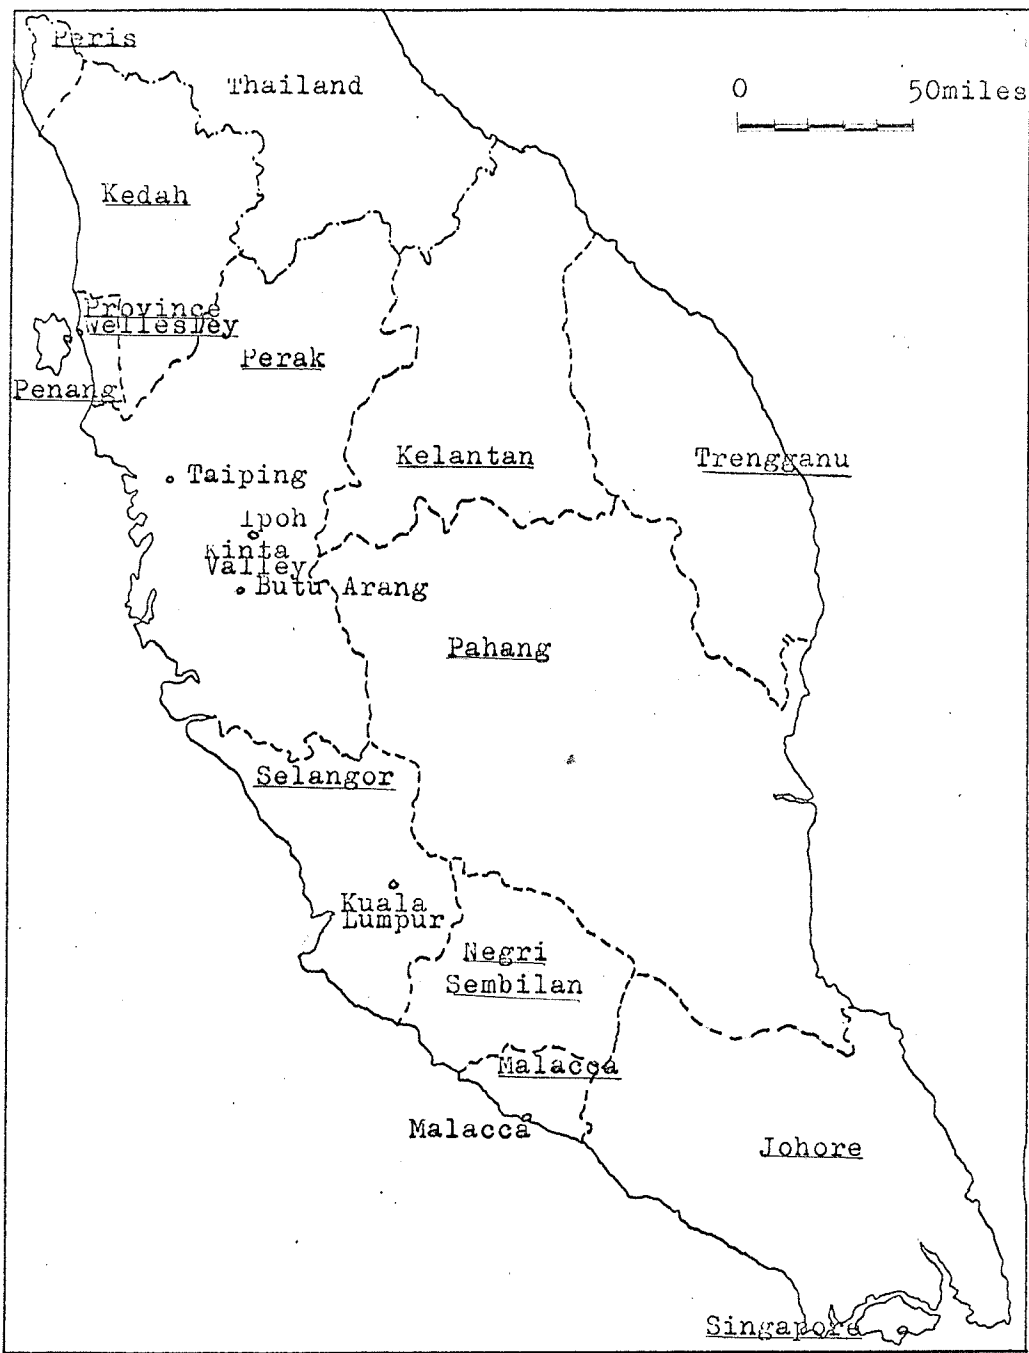 Peris
Thailand
0 50miles
Kedah
Province
Wellesley
Perak
Penang
Kelantan
Trengganu
Taiping
Ipoh
Kinta
Valley
Butu Arang
Pahang
Selangor
Kuala
Lumpur
Negri
Sembilan
Malacca
Malacca
Johore
Singapore